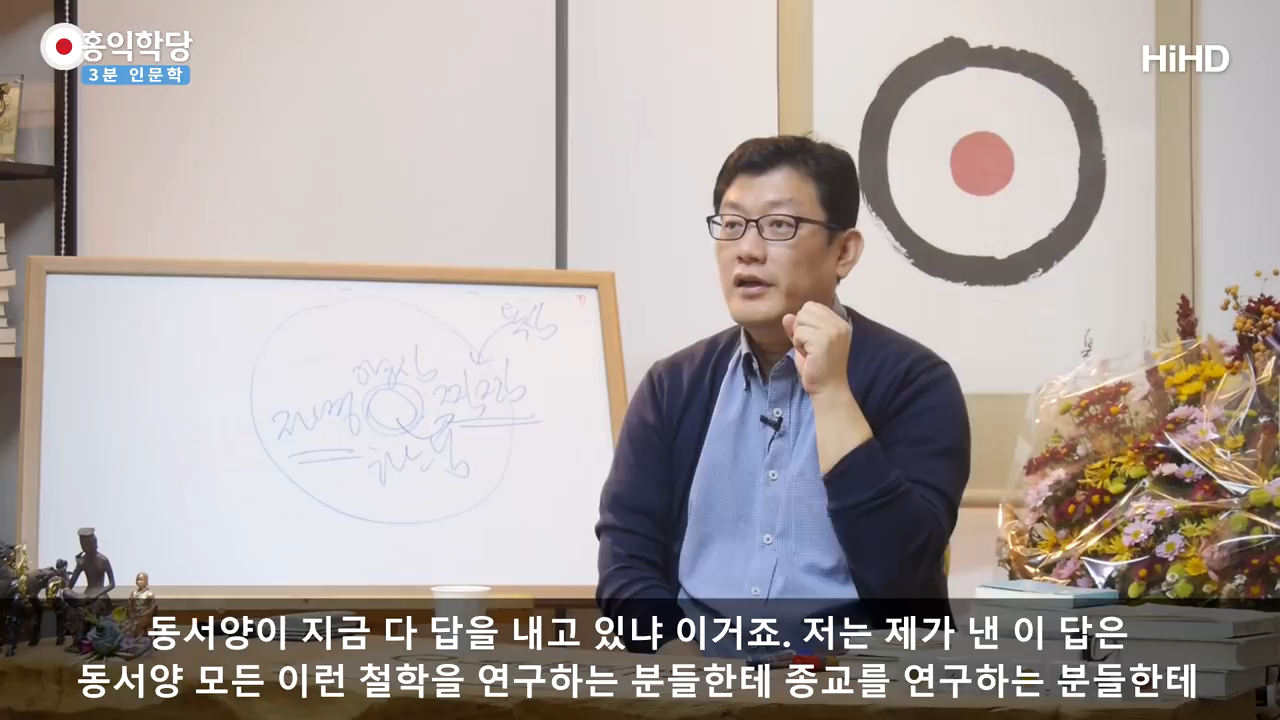 홍익학당
3분 인문학
HiHD
동서양이 지금 다 답을 내고 있냐 이거죠. 저는 제가 낸 이 답은
동서양 모든 이런 철학을 연구하는 분들한테 종교를 연구하는 분들한테